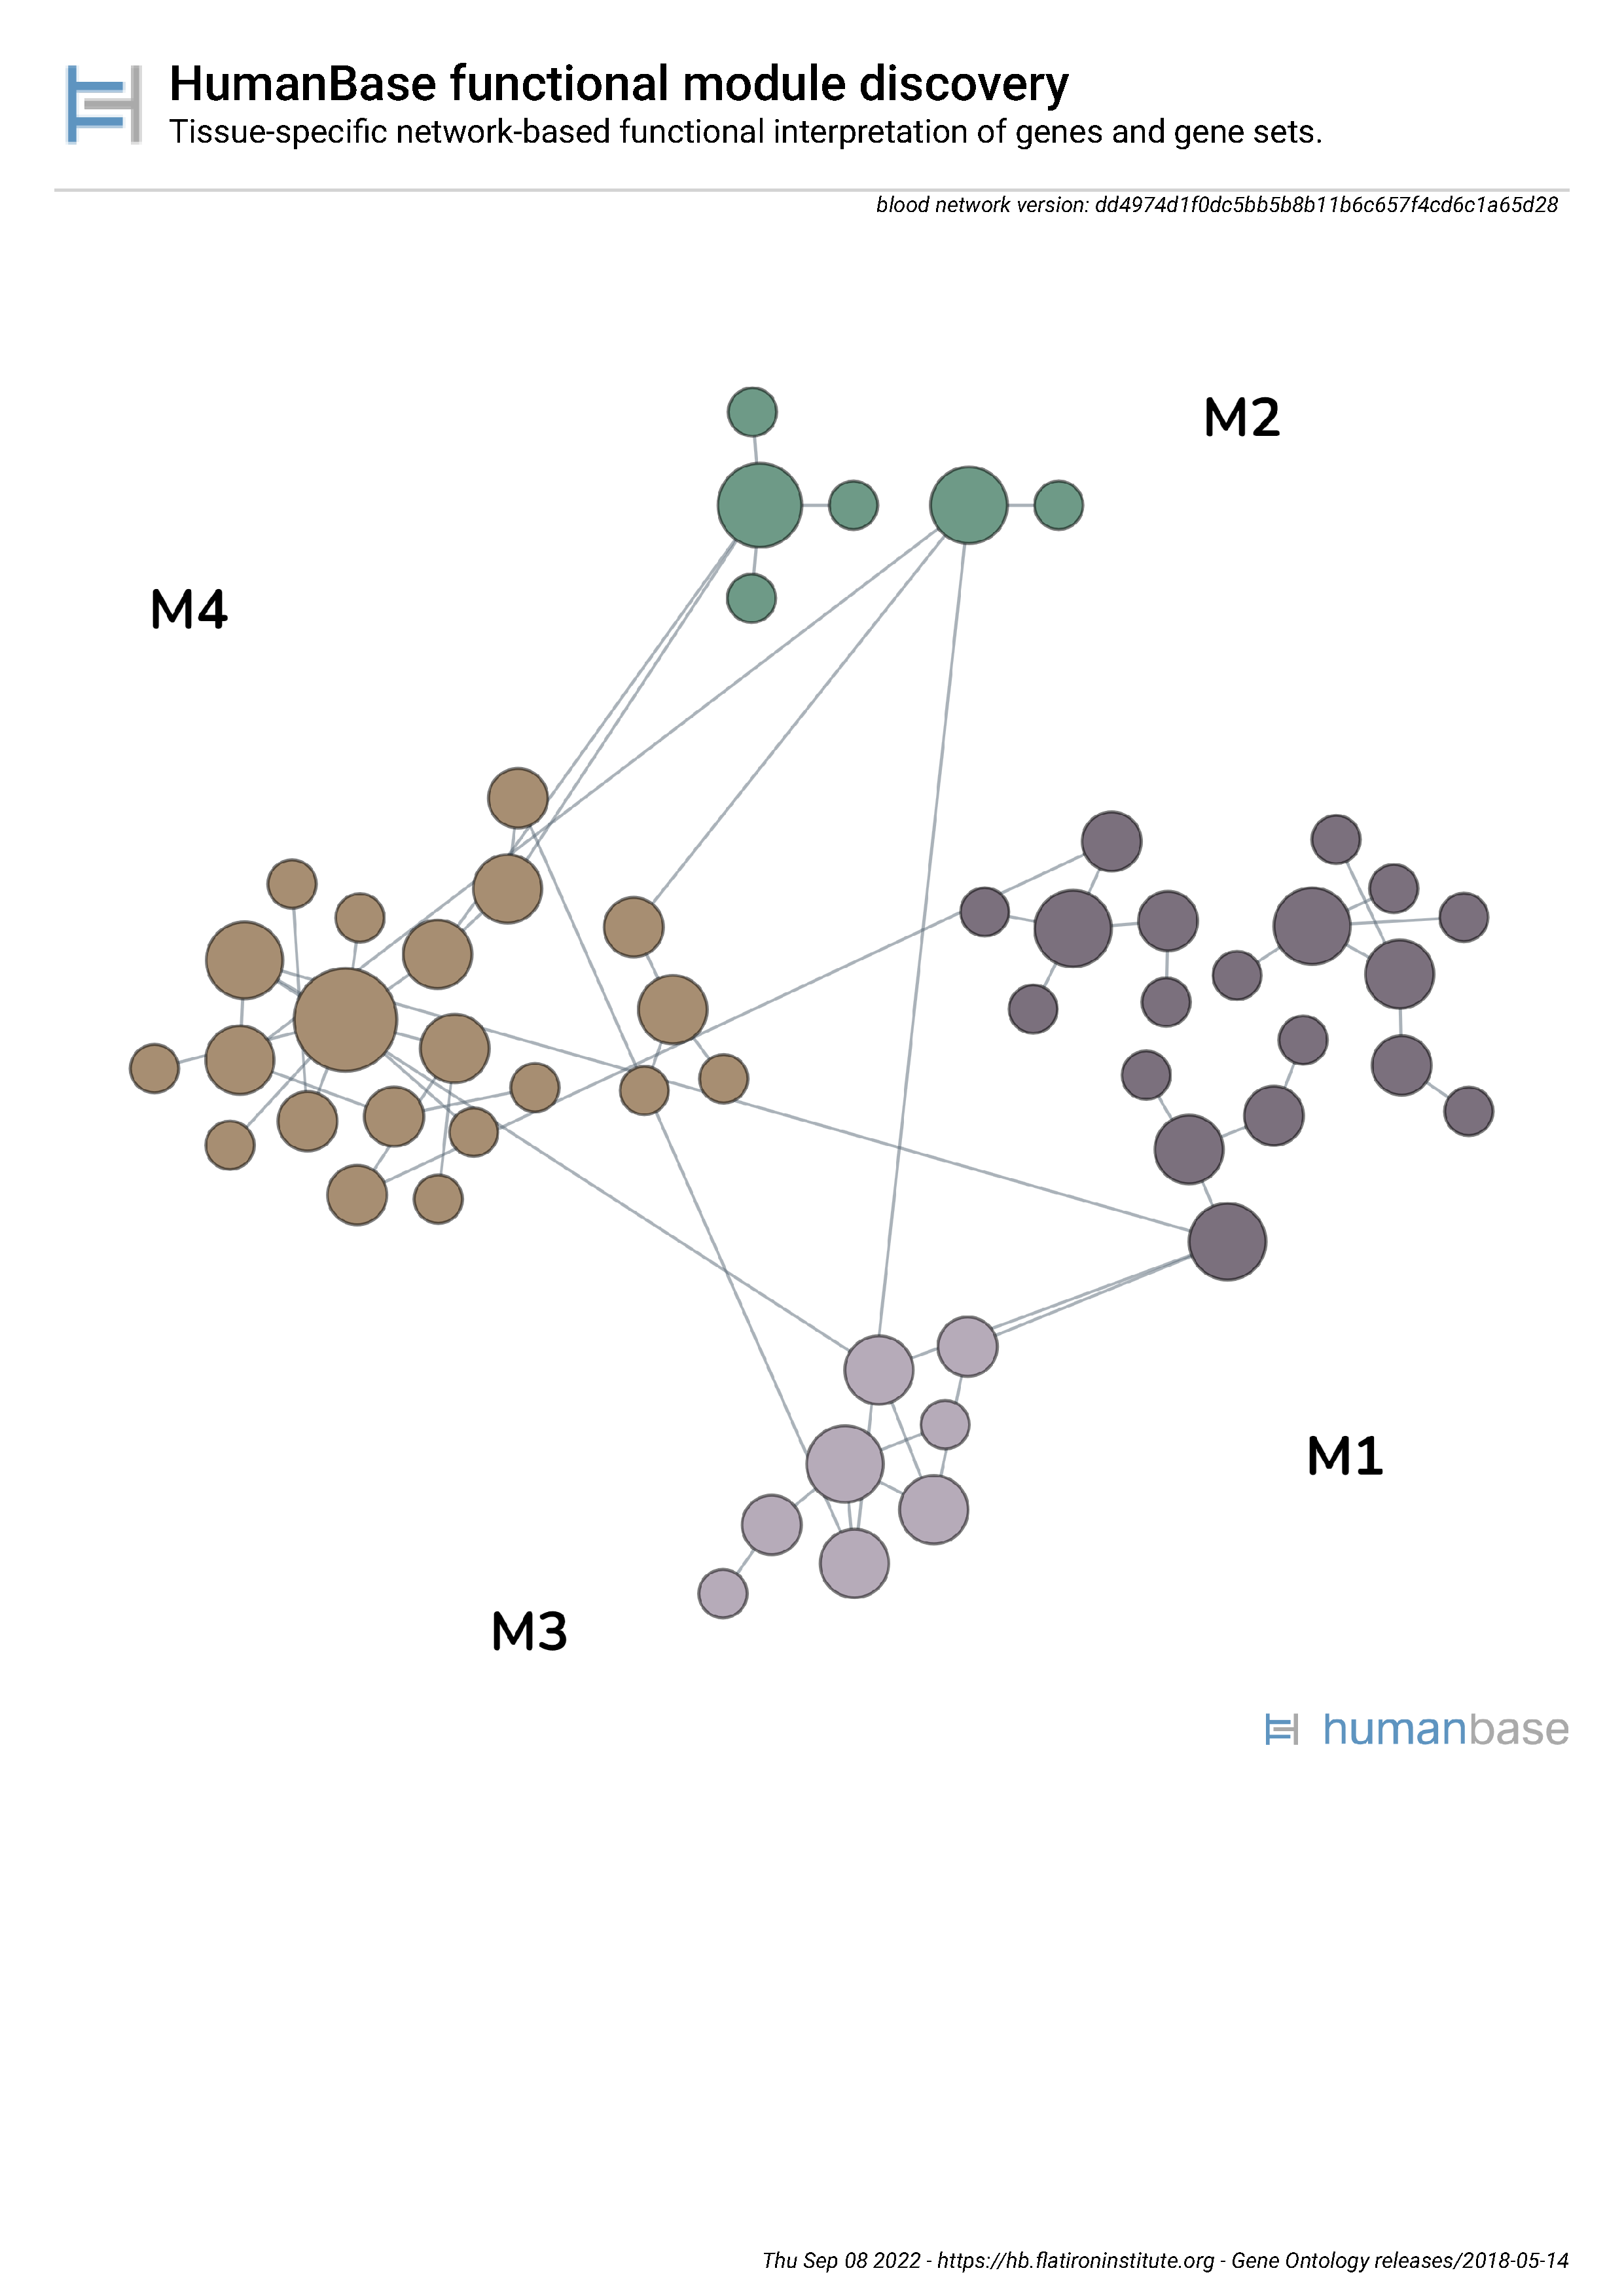 HumanBase functional module discovery
Tissue-specific network-based functional interpretation of genes and gene sets.
blood network version: dd4974d1f0dc5bb5b8b11b6c657f4cd6c1a65d28
M2
M4
M1
M3
humanbase
Thu Sep 08 2022 - https://hb.flatironinstitute.org - Gene Ontology releases/2018-05-14